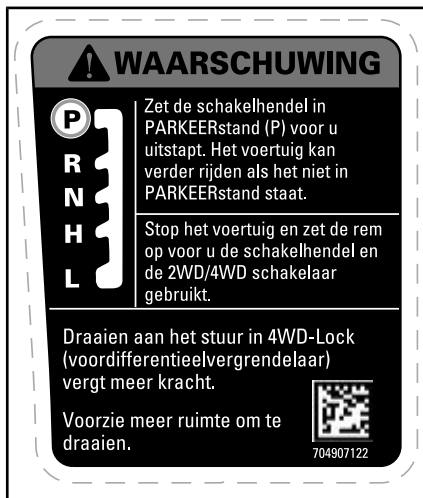 WAARSCHUWING
P
R
N
H
L
Zet de schakelhendel in
PARKEERstand (P) voor u
uitstapt. Het voertuig kan
verder rijden als het niet in
PARKEERstand staat.
Stop het voertuig en zet de rem
op voor u de schakelhendel en
de 2WD/4WD schakelaar
gebruikt.
Draaien aan het stuur in 4WD-Lock
(voordifferentieelvergrendelaar)
vergt meer kracht.
Voorzie meer ruimte om te
draaien.
704907122